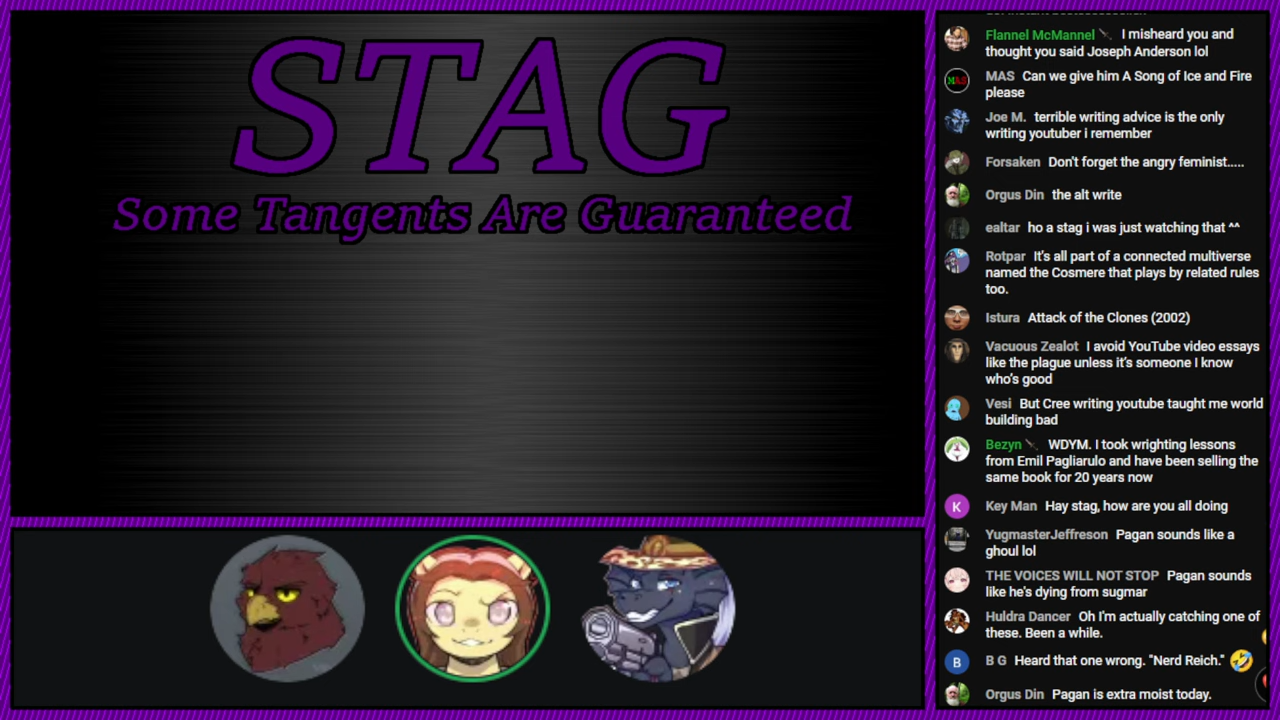 STAG
Some Tangents Are Guaranteed
Flannel McMannel I misheard you and
thought you said Joseph Anderson lol
MAS Can we give him A Song of Ice and Fire
please
Joe M. terrible writing advice is the only
writing youtuber i remember
Forsaken Don't forget the angry feminist.....
Orgus Din the alt write
ealtar ho a stag i was just watching that ^^
Rotpar It's all part of a connected multiverse
named the Cosmere that plays by related rules
too.
Istura Attack of the Clones (2002)
Vacuous Zealot I avoid YouTube video essays
like the plague unless it's someone I know
who's good
Vesi But Cree writing youtube taught me world
building bad
Bezyn WDYM. I took wrighting lessons
from Emil Pagliarulo and have been selling the
same book for 20 years now
K Key Man Hay stag, how are you all doing
YugmasterJeffreson Pagan sounds like a
ghoul lol
THE VOICES WILL NOT STOP Pagan sounds
like he's dying from sugmar
Huldra Dancer Oh I'm actually catching one of
these. Been a while.
B B G Heard that one wrong. "Nerd Reich." 🤣
Orgus Din Pagan is extra moist today.